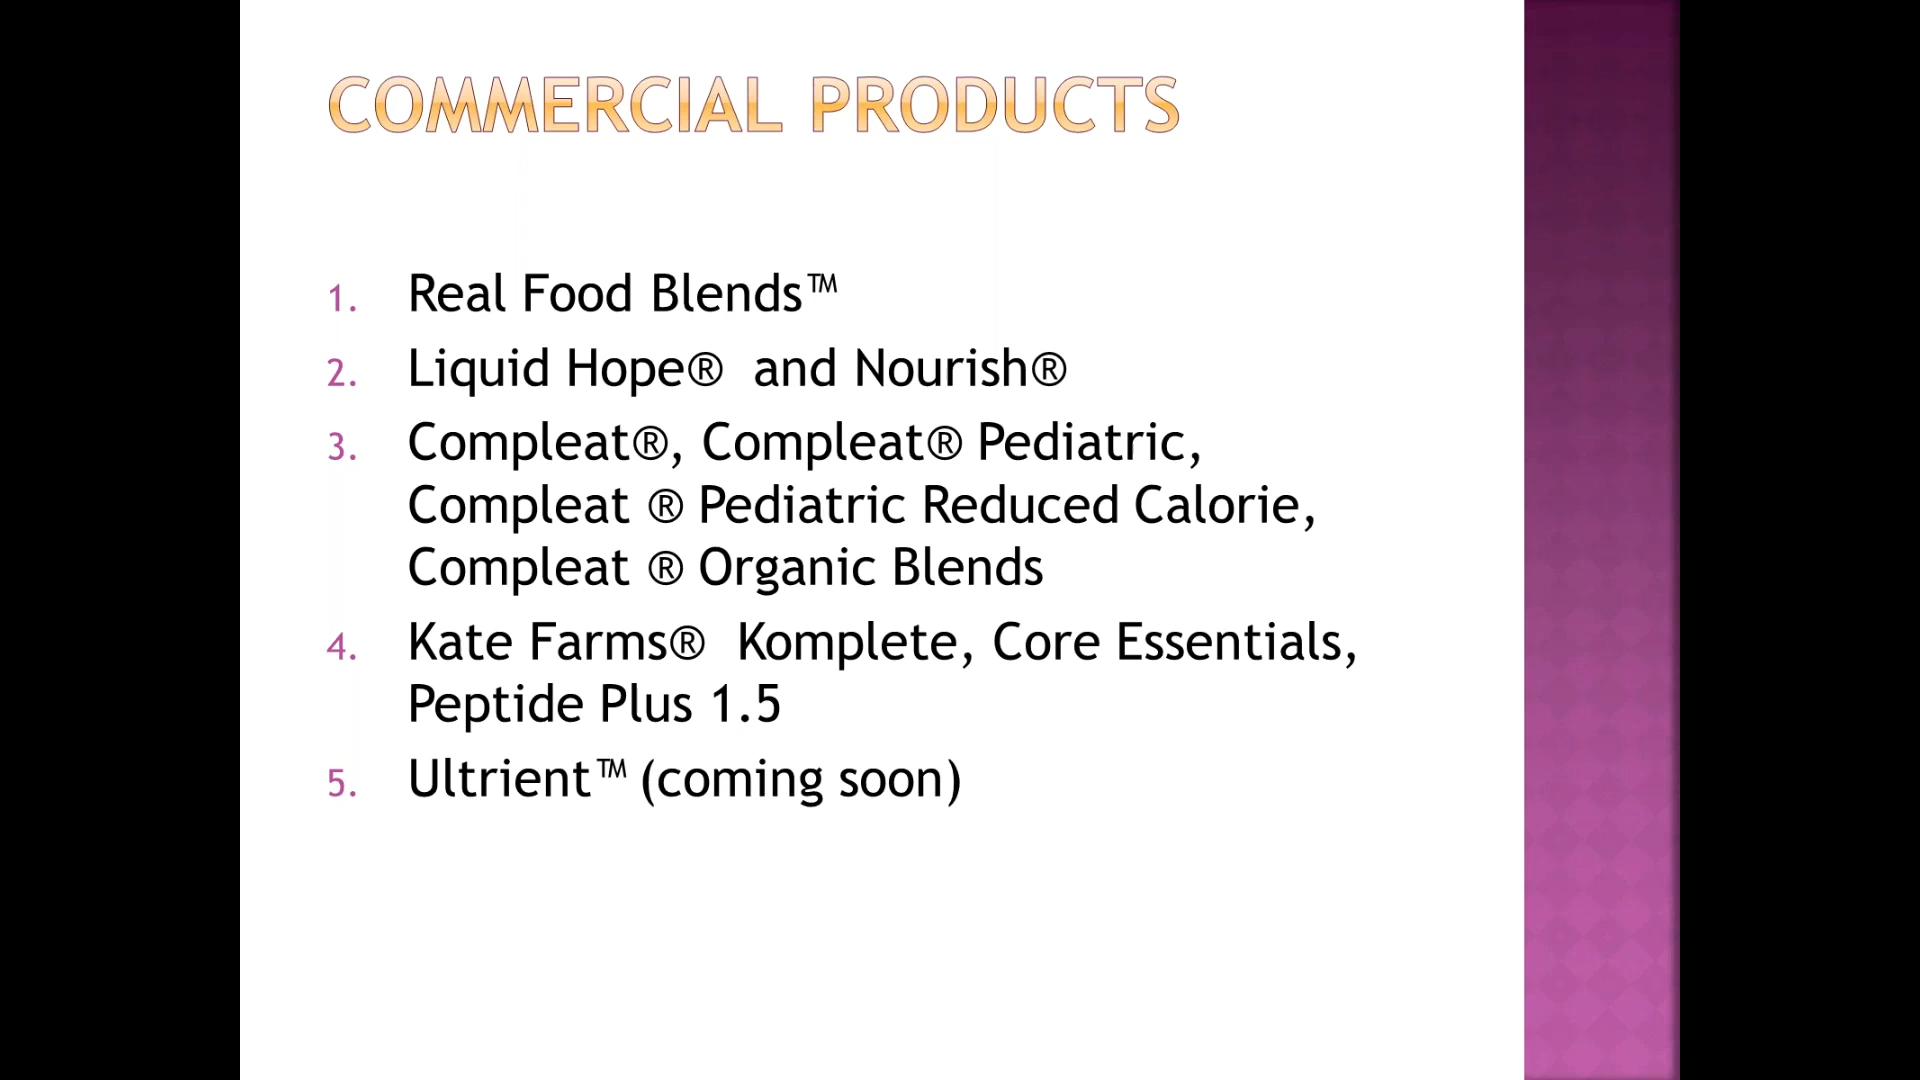 COMMERCIAL PRODUCTS
1. Real Food Blends™
2. Liquid Hope®  and Nourish®
3. Compleat®, Compleat® Pediatric,
Compleat ® Pediatric Reduced Calorie,
Compleat ® Organic Blends
4. Kate Farms®  Komplete, Core Essentials,
Peptide Plus 1.5
5. Ultrient™ (coming soon)